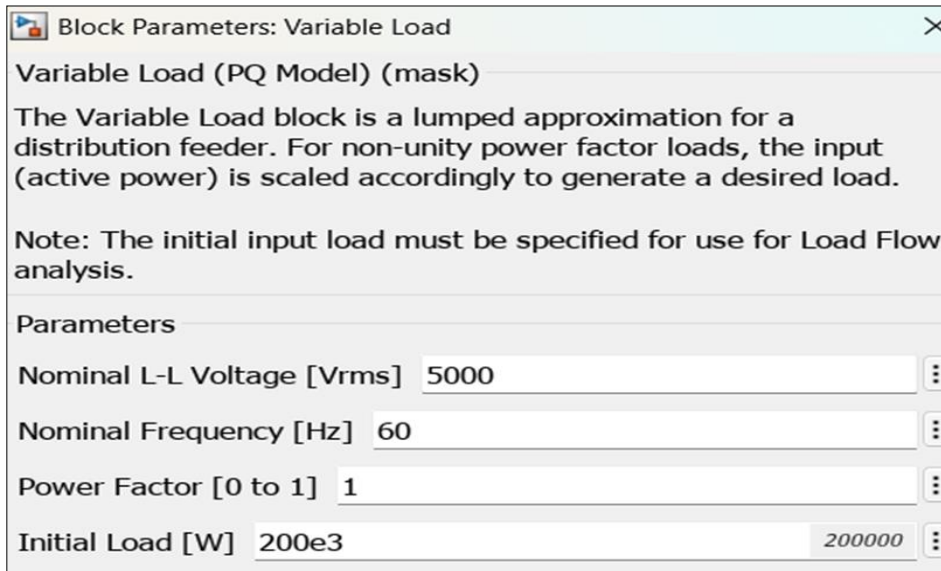 Block Parameters: Variable Load
Variable Load (PQ Model) (mask)
The Variable Load block is a lumped approximation for a
distribution feeder. For non-unity power factor loads, the input
(active power) is scaled accordingly to generate a desired load.
Note: The initial input load must be specified for use for Load Flow
analysis.
Parameters
Nominal L-L Voltage [Vrms] 5000
Nominal Frequency [Hz] 60
Power Factor [0 to 1] 1
Initial Load [W] 200e3 200000